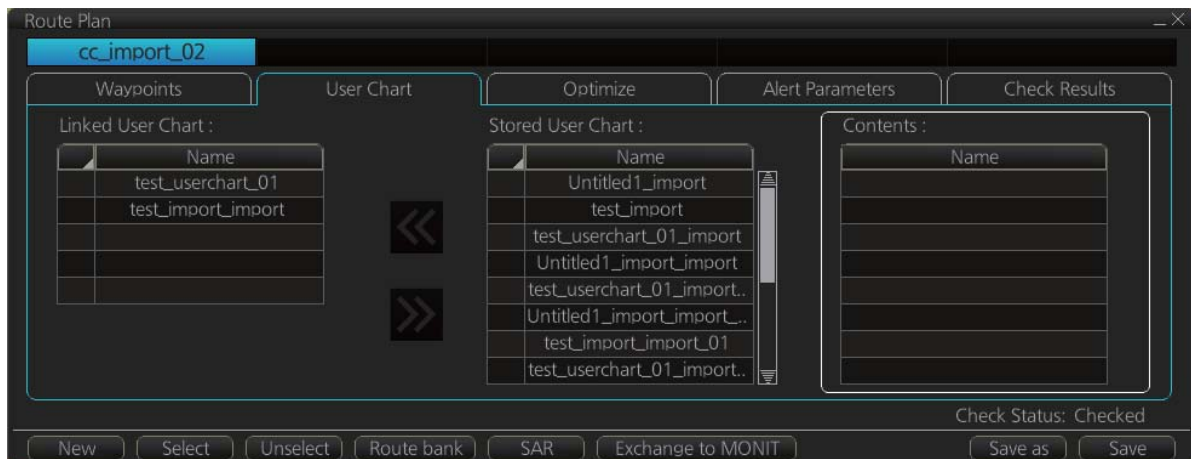 Route Plan
cc_import_02
Waypoints User Chart Optimize Alert Parameters Check Results
Linked User Chart : Stored User Chart : Contents :
Name Name Name
test_userchart_01 Untitled1_import
test_import_import test_import
test_userchart_01_import
Untitled1_import_import
test_userchart_01_import..
Untitled1_import_import_..
test_import_import_01
test_userchart_01_import..
Check Status: Checked
New Select Unselect Route bank SAR Exchange to MONIT Save as Save